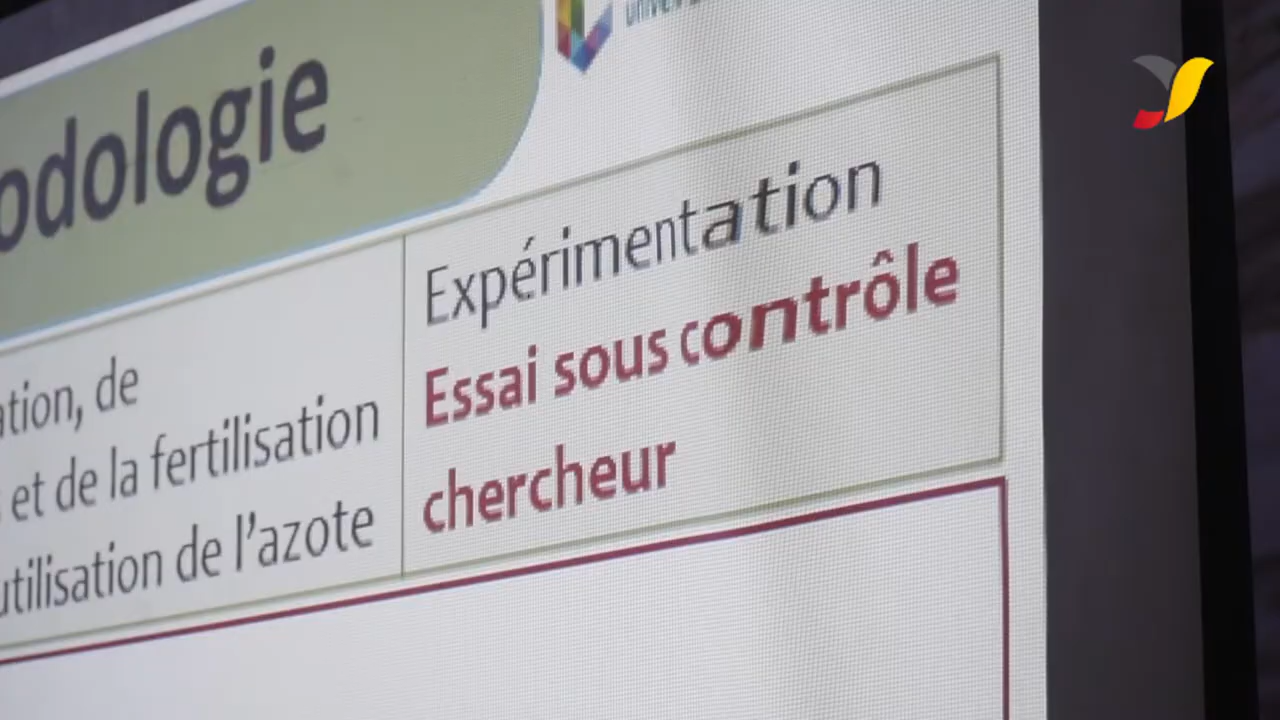 odologie
ation, de
et de la fertilisation
utilisation de l'azote
Expérimentation
Essai sous contrôle
chercheur